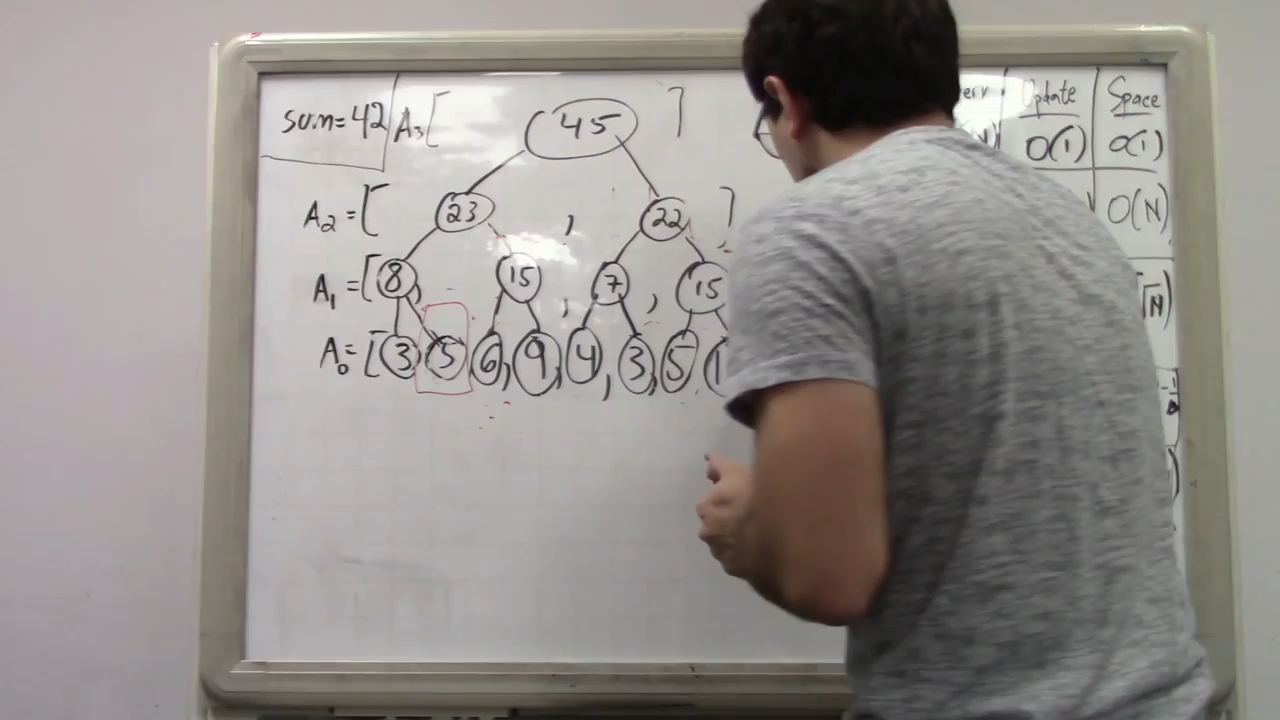 sum=42 A3[ 45 ]
A2=[ 23 , 22 ]
A1=[ 8, 15 , 7 , 15
A0=[ 3 5 6, 9, 4, 3, 5
Update Space
O(1) O(1)
O(N)